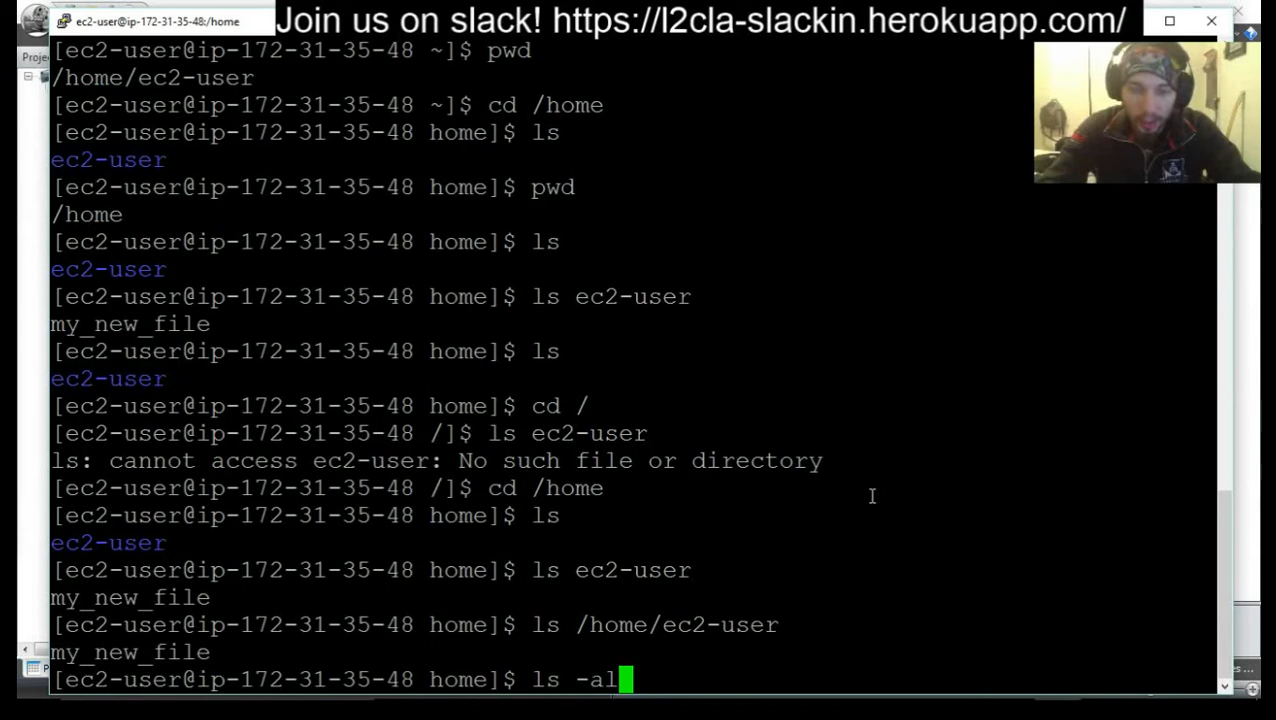 Join us on slack! https://l2cla-slackin.herokuapp.com/
ec2-user@ip-172-31-35-48:/home
Projec
[ec2-user@ip-172-31-35-48 ~]$ pwd
/home/ec2-user
[ec2-user@ip-172-31-35-48 ~]$ cd /home
[ec2-user@ip-172-31-35-48 home]$ ls
ec2-user
[ec2-user@ip-172-31-35-48 home]$ pwd
/home
[ec2-user@ip-172-31-35-48 home]$ ls
ec2-user
[ec2-user@ip-172-31-35-48 home]$ ls ec2-user
my_new_file
[ec2-user@ip-172-31-35-48 home]$ ls
ec2-user
[ec2-user@ip-172-31-35-48 home]$ cd /
[ec2-user@ip-172-31-35-48 /]$ ls ec2-user
ls: cannot access ec2-user: No such file or directory
[ec2-user@ip-172-31-35-48 /]$ cd /home
[ec2-user@ip-172-31-35-48 home]$ ls
ec2-user
[ec2-user@ip-172-31-35-48 home]$ ls ec2-user
my_new_file
[ec2-user@ip-172-31-35-48 home]$ ls /home/ec2-user
my_new_file
[ec2-user@ip-172-31-35-48 home]$ ls -al